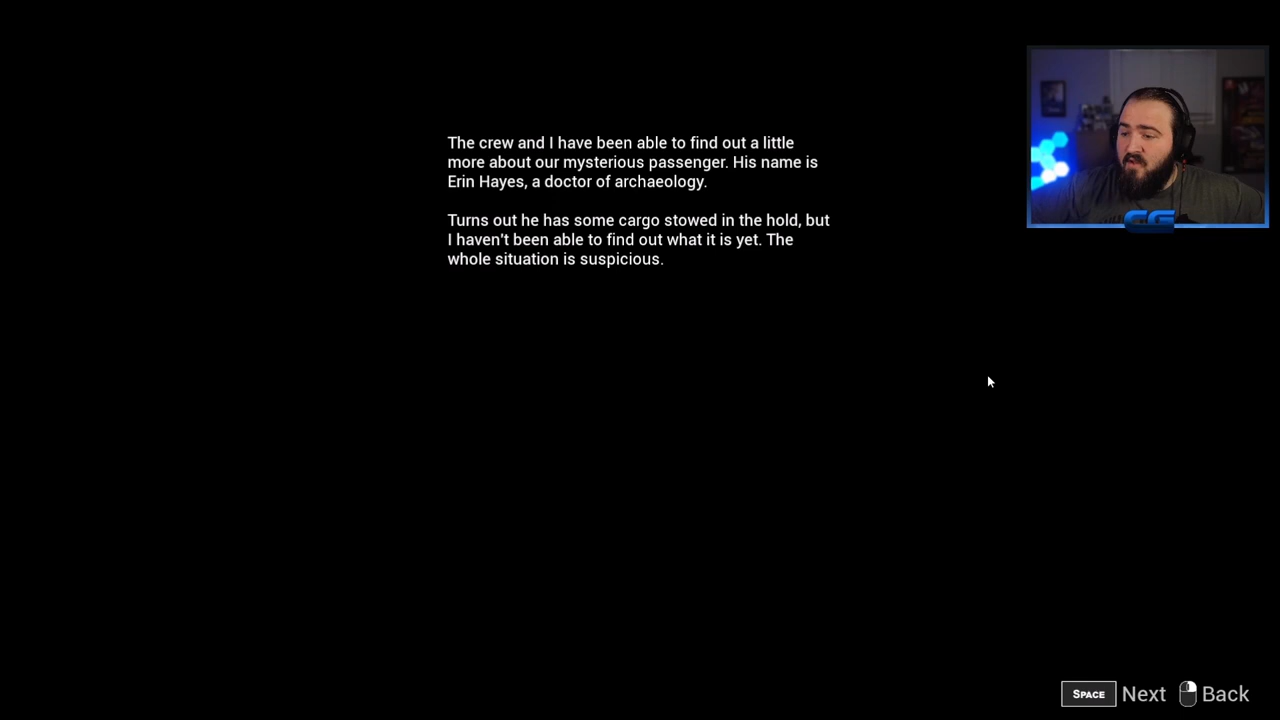 The crew and I have been able to find out a little
more about our mysterious passenger. His name is
Erin Hayes, a doctor of archaeology.
Turns out he has some cargo stowed in the hold, but
I haven't been able to find out what it is yet. The
whole situation is suspicious.
CG
SPACE Next Back